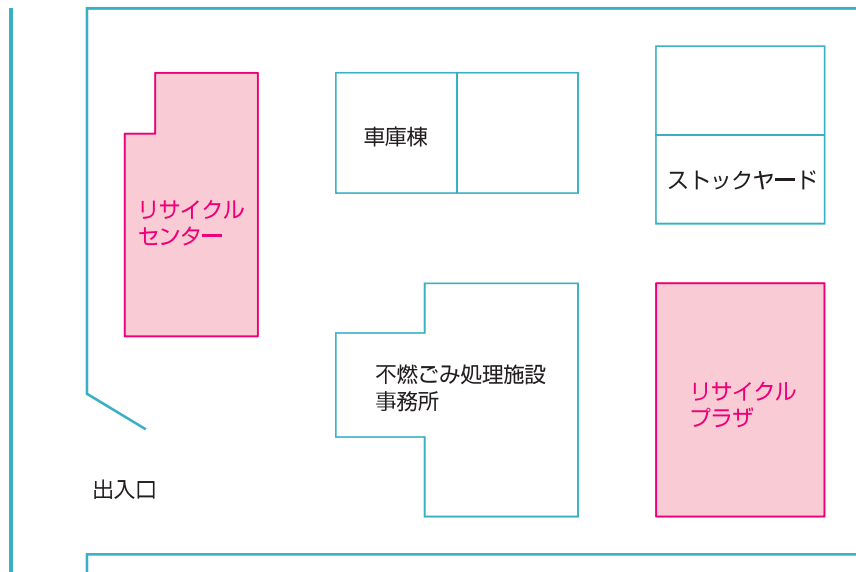 車庫棟
ストックヤード
リサイクル
センター
不燃ごみ処理施設
事務所
リサイクル
プラザ
出入口